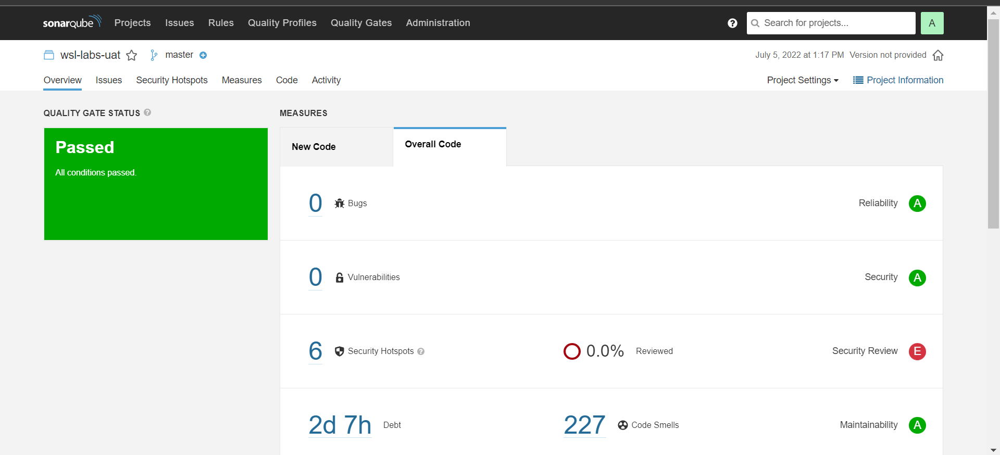 sonarqube Projects Issues Rules Quality Profiles Quality Gates Administration ? Search for projects... A
wsl-labs-uat master July 5, 2022 at 1:17 PM Version not provided
Overview Issues Security Hotspots Measures Code Activity Project Settings Project Information
QUALITY GATE STATUS ? MEASURES
Passed
All conditions passed.
New Code Overall Code
0 Bugs Reliability A
0 Vulnerabilities Security A
6 Security Hotspots ? 0.0% Reviewed Security Review E
2d 7h Debt 227 Code Smells Maintainability A